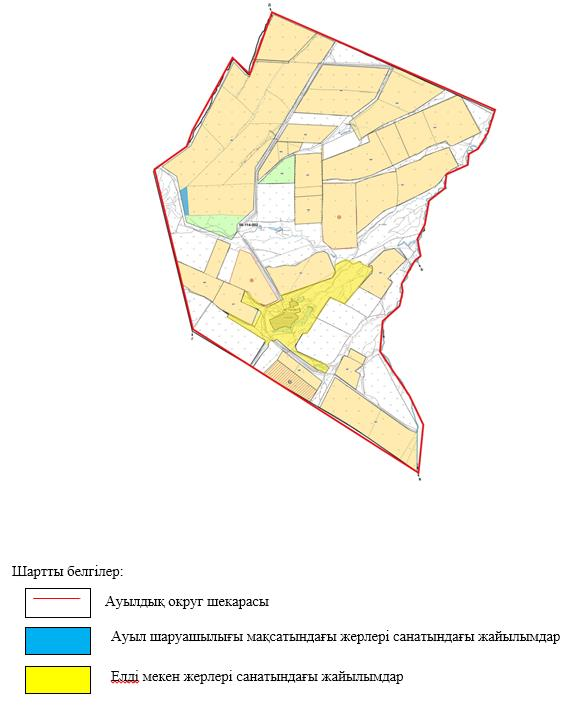 Шартты белгілер:
Ауылдық округ шекарасы
Ауыл шаруашылығы мақсатындағы жерлері санатындағы жайылымдар
Елді мекен жерлері санатындағы жайылымдар